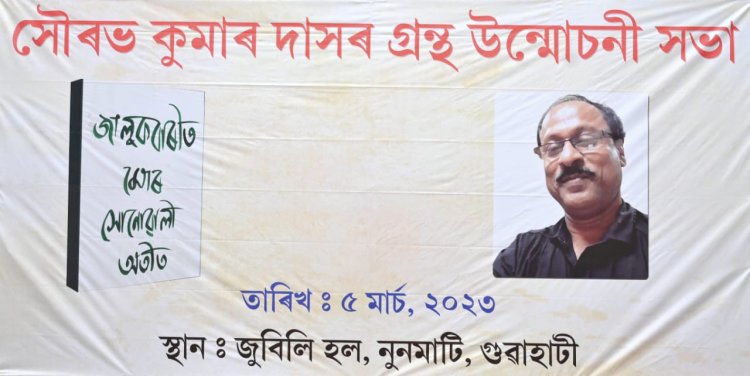 সৌৰভ কুমাৰ দাসৰ গ্ৰন্থ উন্মোচনী সভা
জালুকবাৰীত
মোৰ
সোনোৱালী
অতীত
তাৰিখ ঃ ৫ মাৰ্চ, ২০২৩
স্থান ঃ জুবিলি হল, নুনমাটি, গুৱাহাটী